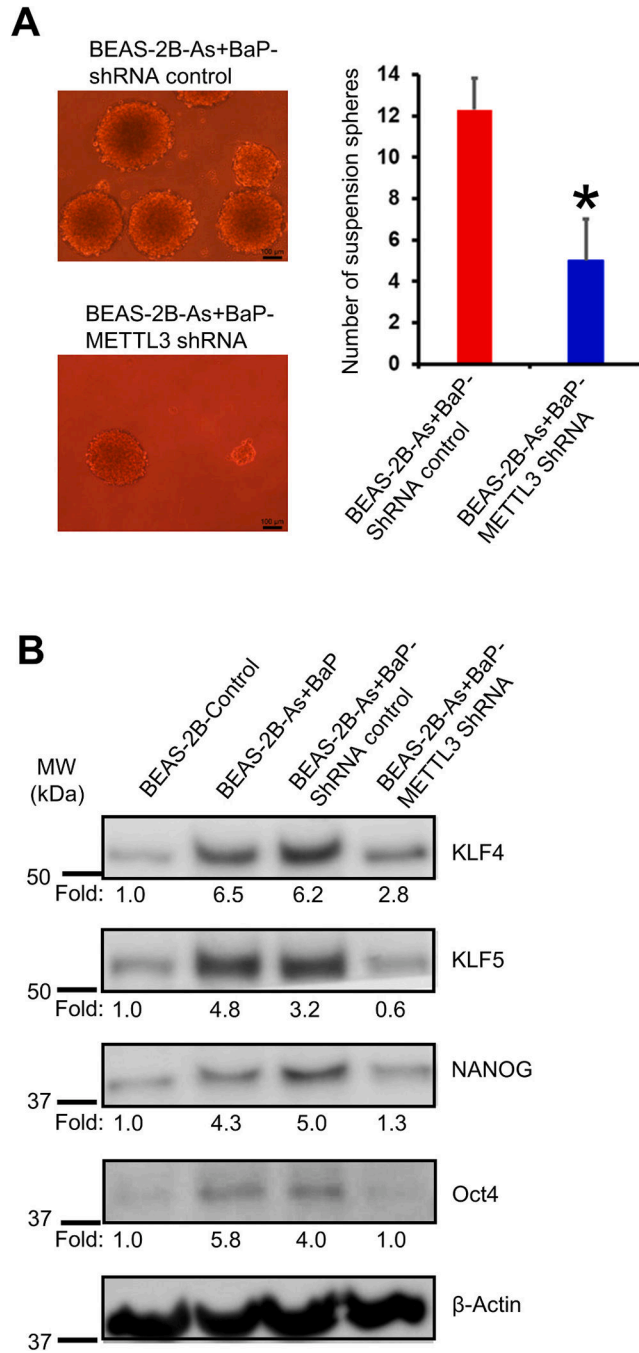 A
BEAS-2B-As+BaP-
shRNA control
100 µm
BEAS-2B-As+BaP-
METTL3 shRNA
100 µm
Number of suspension spheres
14
12
10
8
6
4
2
0
*
BEAS-2B-As+BaP-
ShRNA control
BEAS-2B-As+BaP-
METTL3 ShRNA
B
MW
(kDa)
BEAS-2B-Control
BEAS-2B-As+BaP
BEAS-2B-As+BaP-
ShRNA control
BEAS-2B-As+BaP-
METTL3 ShRNA
KLF4
50
Fold: 1.0 6.5 6.2 2.8
KLF5
50
Fold: 1.0 4.8 3.2 0.6
NANOG
37
Fold: 1.0 4.3 5.0 1.3
Oct4
37
Fold: 1.0 5.8 4.0 1.0
β-Actin
37